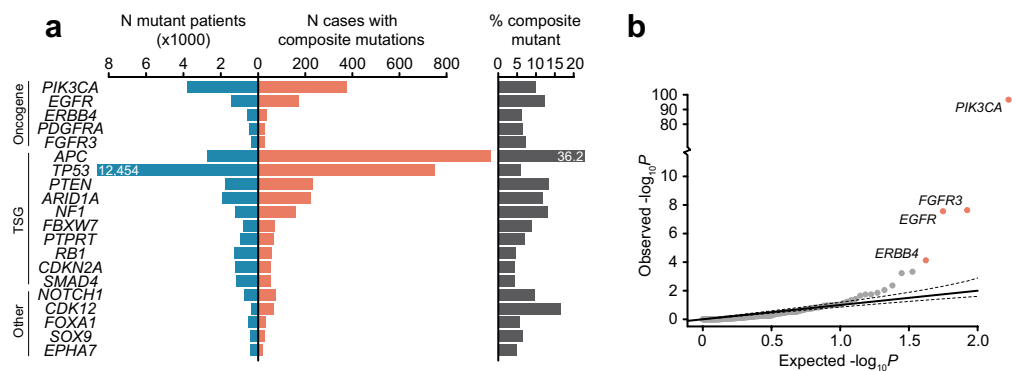 a
N mutant patients
(x1000)
N cases with
composite mutations
% composite
mutant
8 6 4 2 0 200 400 600 800
0 5 10 15 20
Oncogene
PIK3CA
EGFR
ERBB4
PDGFRA
FGFR3
TSG
APC 36.2
TP53 12,454
PTEN
ARID1A
NF1
FBXW7
PTPRT
RB1
CDKN2A
SMAD4
Other
NOTCH1
CDK12
FOXA1
SOX9
EPHA7
b
Observed -log10P
100
90
80
10
8
6
4
2
0
PIK3CA
FGFR3
EGFR
ERBB4
0 0.5 1.0 1.5 2.0
Expected -log10P